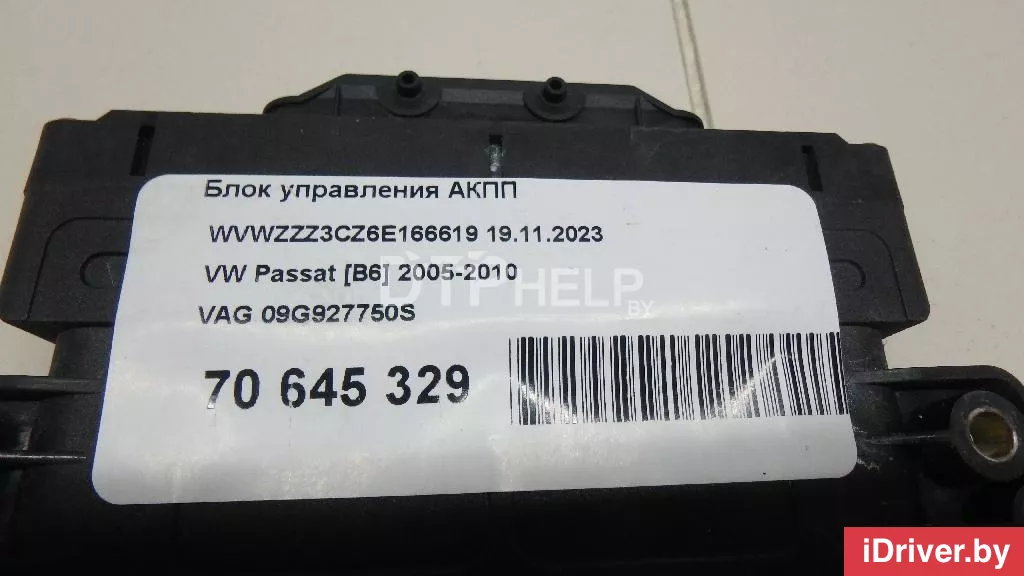 Блок управления АКПП
WVWZZZ3CZ6E166619 19.11.2023
VW Passat [B6] 2005-2010
DTPHELP.BY
VAG 09G927750S
70 645 329
iDriver.by